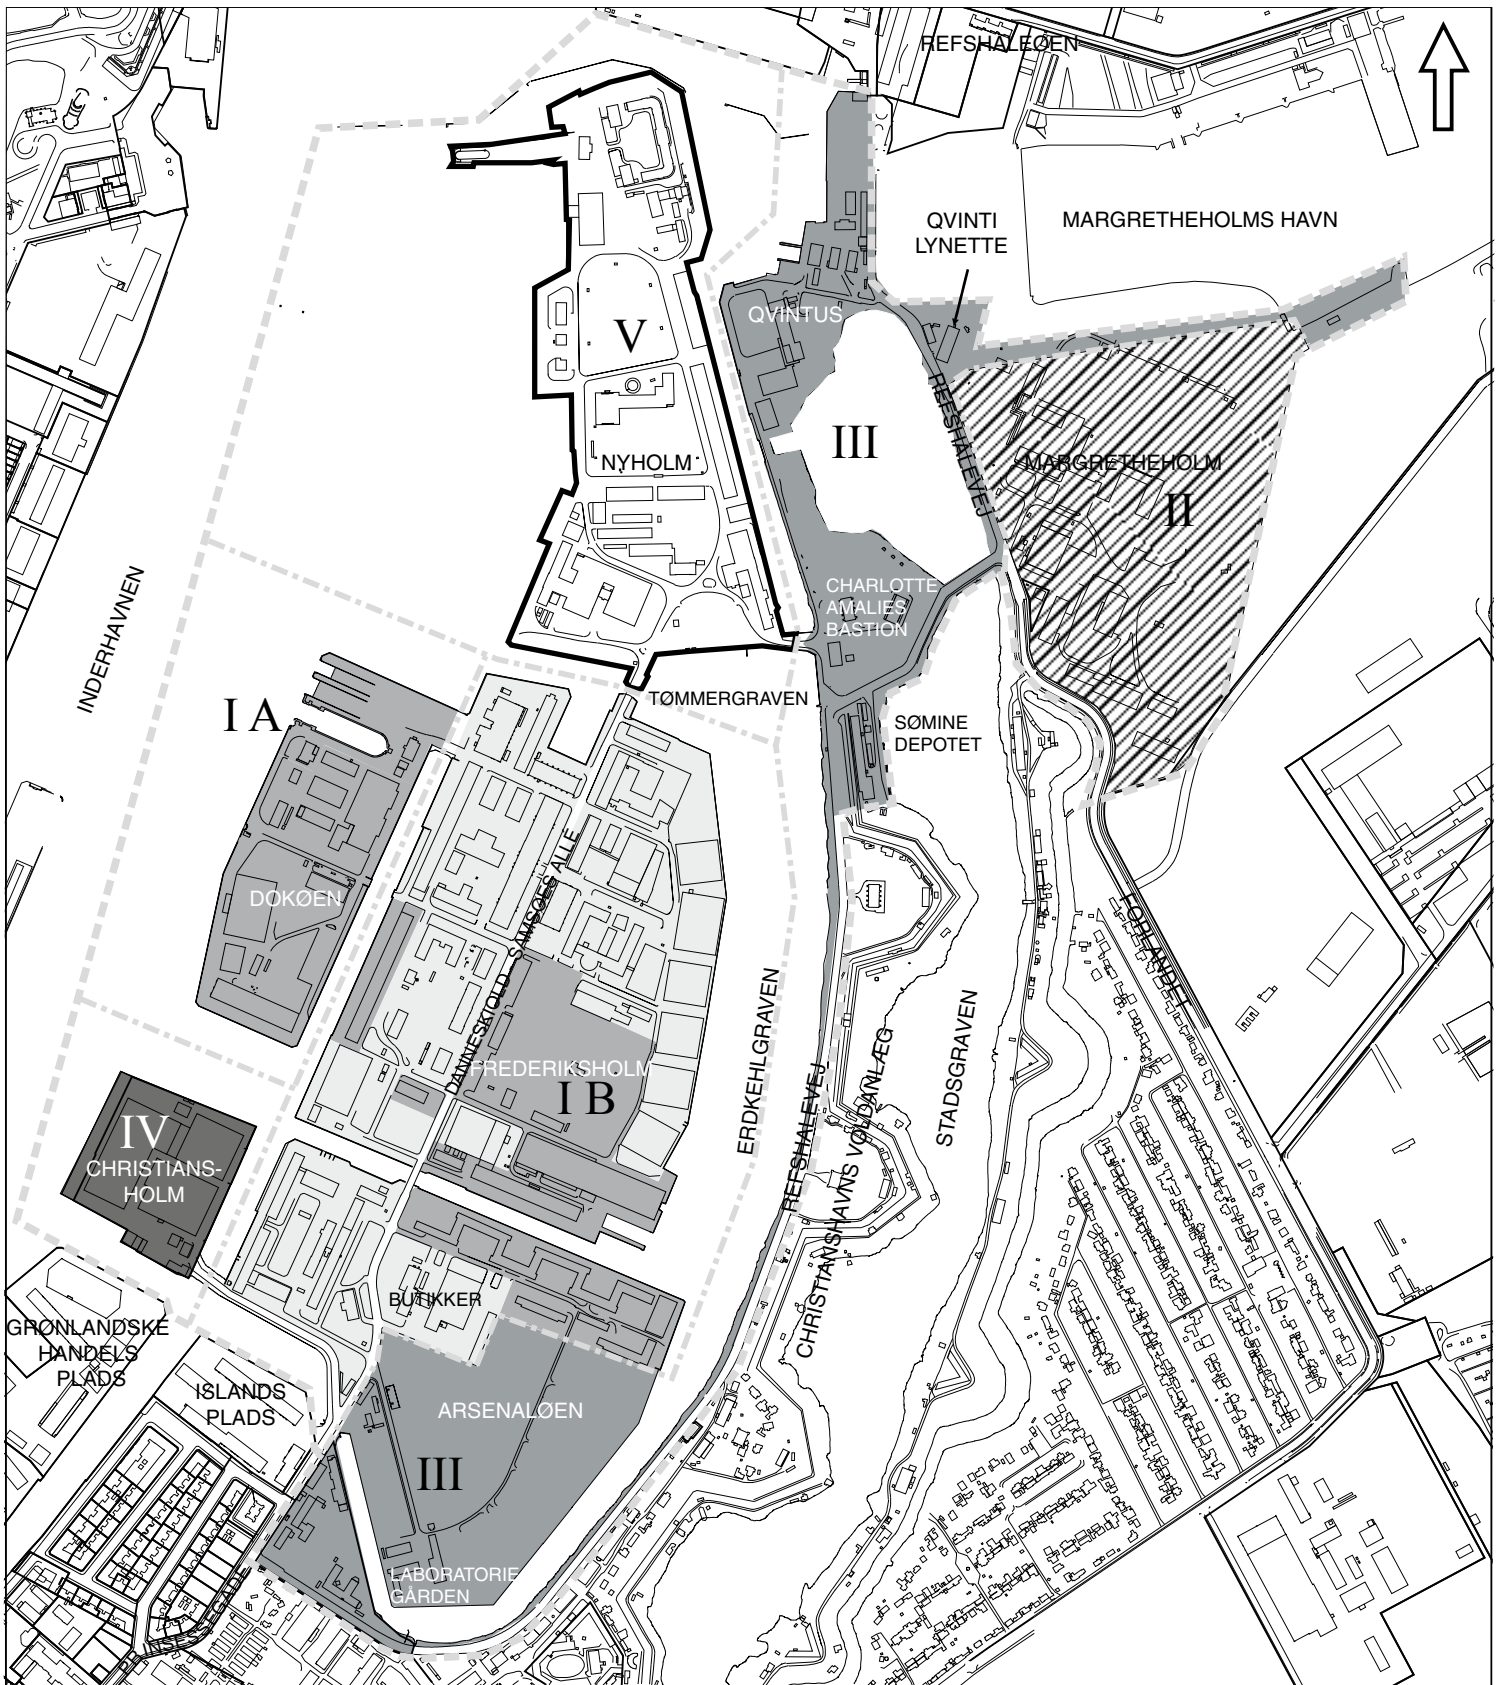 REFSHALEØEN
QVINTI
LYNETTE
MARGRETHEHOLMS HAVN
QVINTUS
V
III
REFSHALEVEJ
NYHOLM
MARGRETHEHOLM
II
CHARLOTTE
AMALIES
BASTION
INDERHAVNEN
TØMMERGRAVEN
I A
SØMINE
DEPOTET
DOKØEN
DANNESKIOLD - SAMSØES ALLE
FORLANDET
ERDKEHLGRAVEN
STADSGRAVEN
FREDERIKSHOLM
I B
REFSHALEVEJ
CHRISTIANSHAVNS VOLDANLÆG
IV
CHRISTIANS-
HOLM
BUTIKKER
GRØNLANDSKE
HANDELS
PLADS
ISLANDS
PLADS
ARSENALØEN
III
LABORATORIE
GÅRDEN